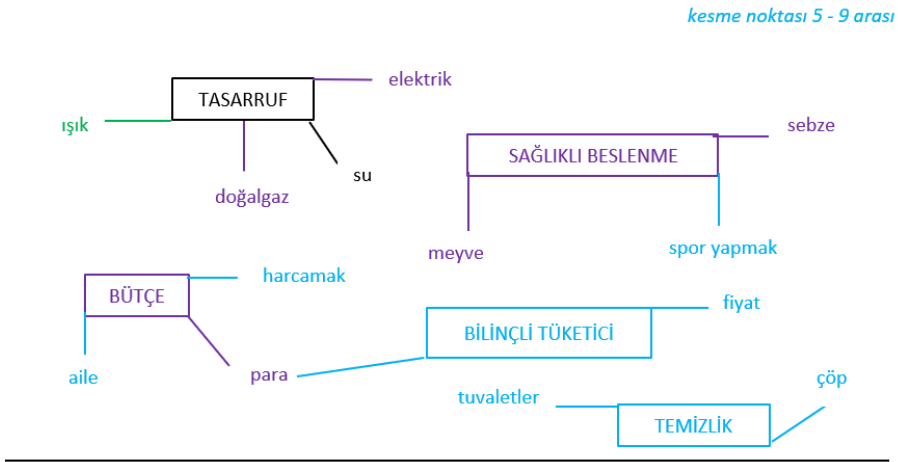 kesme noktası 5 - 9 arası
elektrik
TASARRUF
ışık
sebze
SAĞLIKLI BESLENME
su
doğalgaz
spor yapmak
meyve
harcamak
BÜTÇE
fiyat
BİLİNÇLİ TÜKETİCİ
para
aile
çöp
tuvaletler
TEMİZLİK